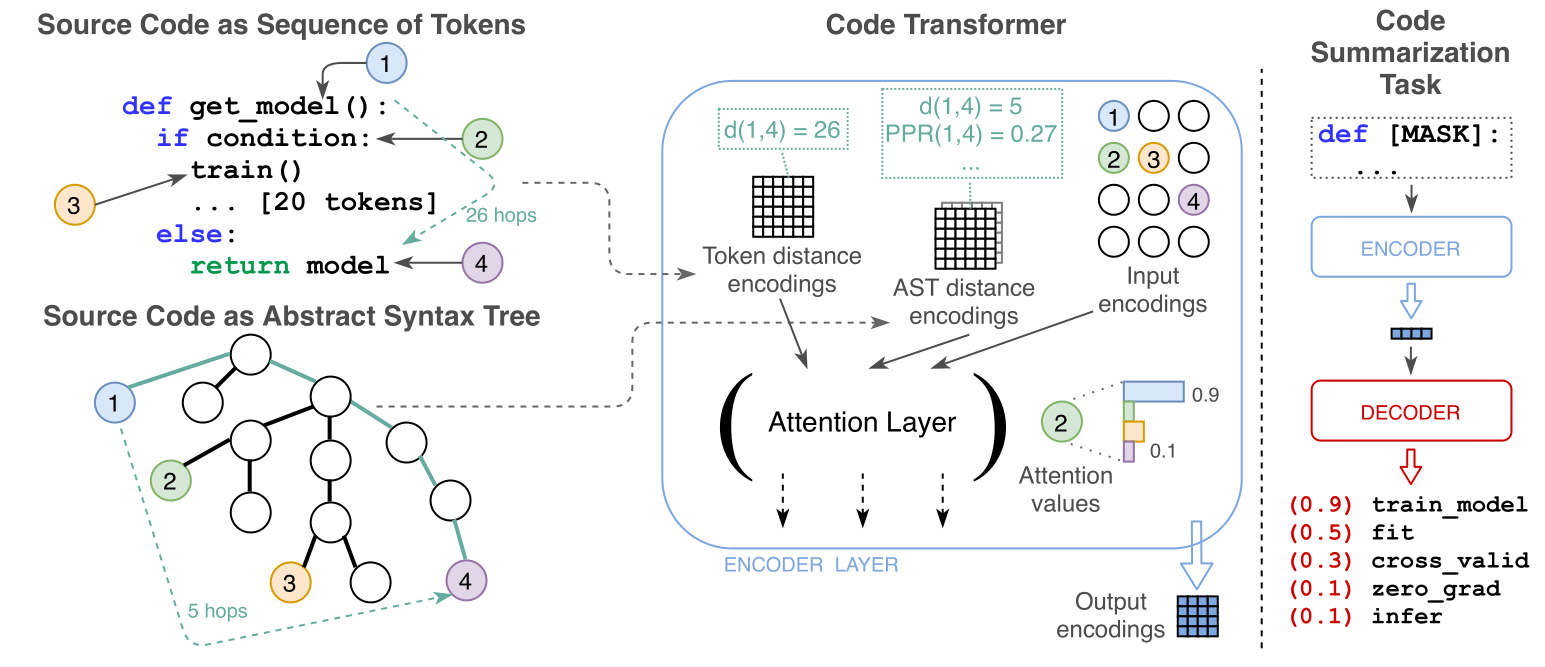 Source Code as Sequence of Tokens
1
def get_model():
if condition:
2
train()
3
... [20 tokens]
26 hops
else:
return model
4
Source Code as Abstract Syntax Tree
1
2
3
4
5 hops
Code Transformer
d(1,4) = 26
d(1,4) = 5
PPR(1,4) = 0.27
...
1
2 3
4
Token distance
encodings
AST distance
encodings
Input
encodings
( Attention Layer )
2
0.9
0.1
Attention
values
ENCODER LAYER
Output
encodings
Code
Summarization
Task
def [MASK]:
...
ENCODER
DECODER
(0.9) train_model
(0.5) fit
(0.3) cross_valid
(0.1) zero_grad
(0.1) infer